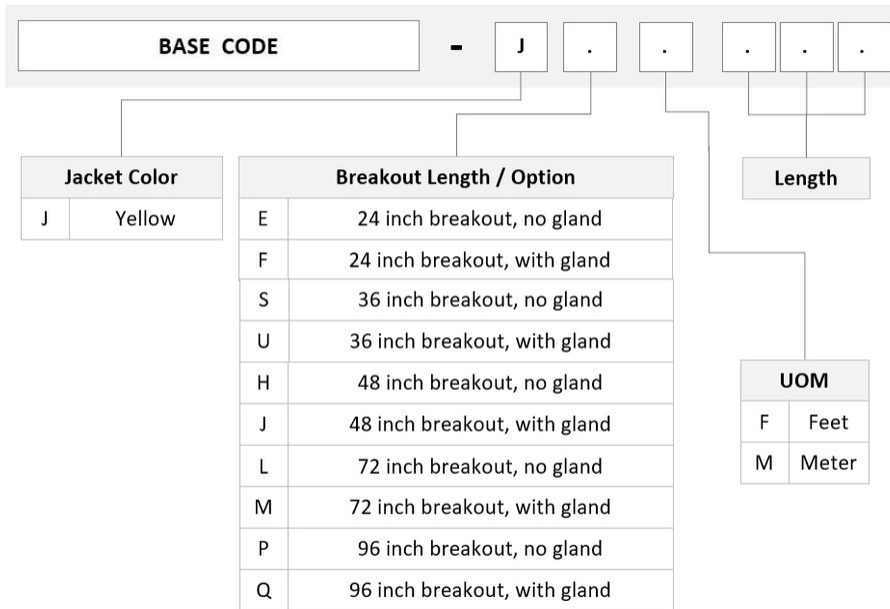 BASE CODE - J . . . . .
Jacket Color
J Yellow
Breakout Length / Option
E 24 inch breakout, no gland
F 24 inch breakout, with gland
S 36 inch breakout, no gland
U 36 inch breakout, with gland
H 48 inch breakout, no gland
J 48 inch breakout, with gland
L 72 inch breakout, no gland
M 72 inch breakout, with gland
P 96 inch breakout, no gland
Q 96 inch breakout, with gland
Length
UOM
F Feet
M Meter